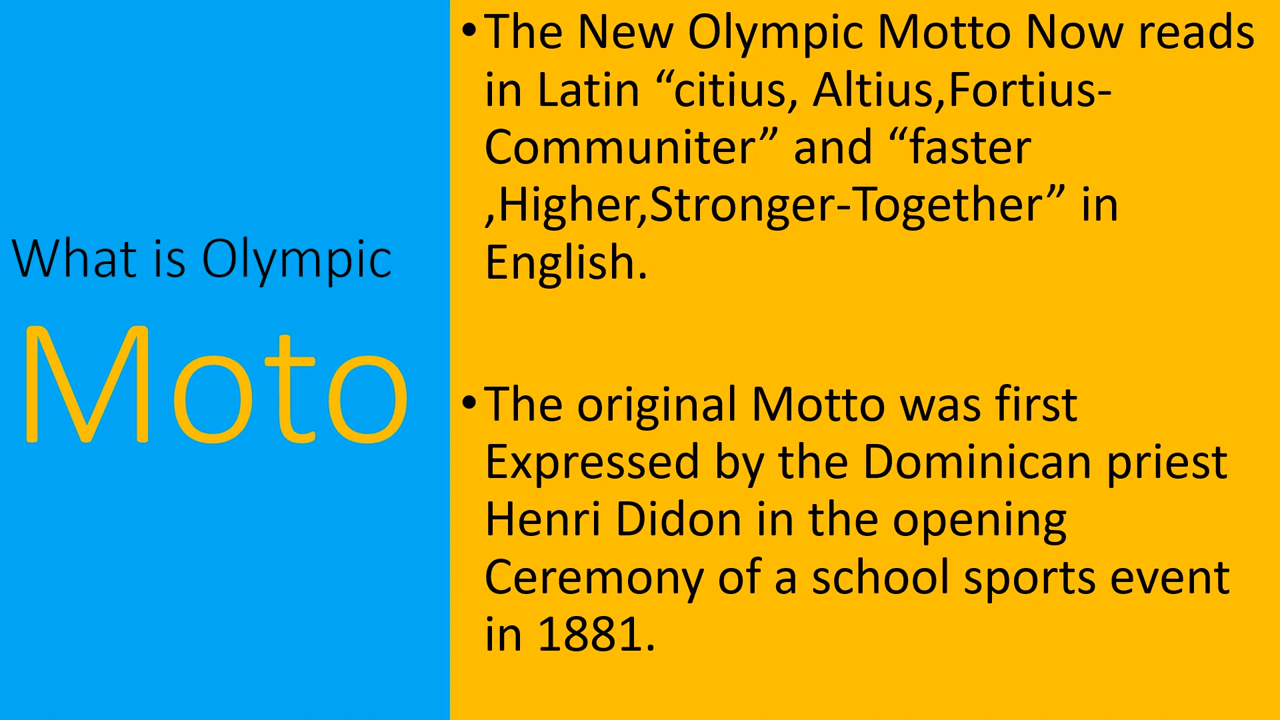 What is Olympic
Moto
•The New Olympic Motto Now reads
in Latin “citius, Altius,Fortius-
Communiter” and “faster
,Higher,Stronger-Together” in
English.
•The original Motto was first
Expressed by the Dominican priest
Henri Didon in the opening
Ceremony of a school sports event
in 1881.